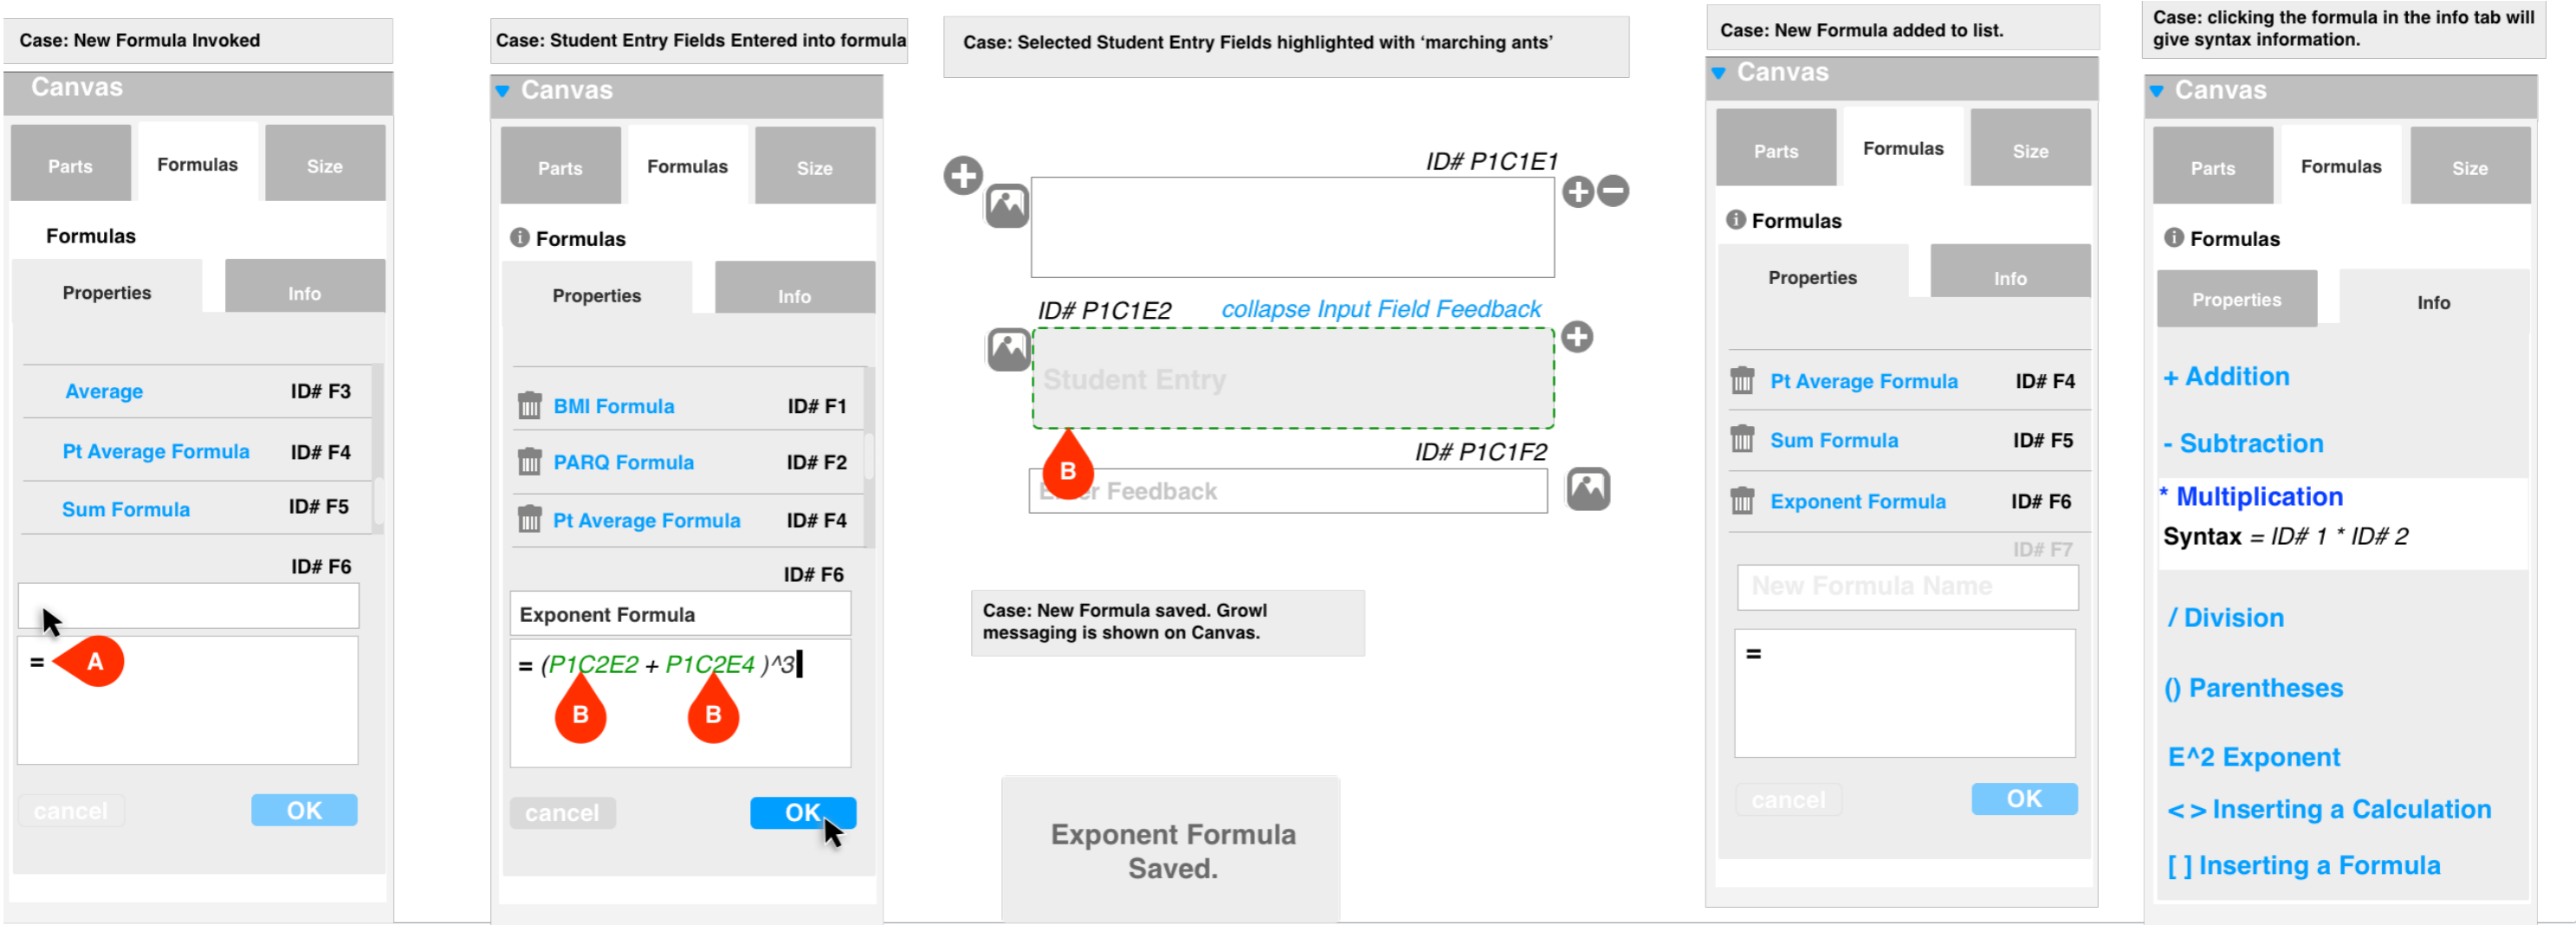 Case: New Formula Invoked
Canvas
Parts
Formulas
Size
Formulas
Properties
Info
Average ID# F3
Pt Average Formula ID# F4
Sum Formula ID# F5
ID# F6
=
A
cancel
OK
Case: Student Entry Fields Entered into formula
Canvas
Parts
Formulas
Size
i Formulas
Properties
Info
BMI Formula ID# F1
PARQ Formula ID# F2
Pt Average Formula ID# F4
ID# F6
Exponent Formula
= (P1C2E2 + P1C2E4 )^3
B
B
cancel
OK
Case: Selected Student Entry Fields highlighted with ‘marching ants’
ID# P1C1E1
ID# P1C1E2
collapse Input Field Feedback
Student Entry
B
ID# P1C1F2
Feedback
Case: New Formula saved. Growl
messaging is shown on Canvas.
Exponent Formula
Saved.
Case: New Formula added to list.
Canvas
Parts
Formulas
Size
i Formulas
Properties
Info
Pt Average Formula ID# F4
Sum Formula ID# F5
Exponent Formula ID# F6
ID# F7
New Formula Name
=
cancel
OK
Case: clicking the formula in the info tab will
give syntax information.
Canvas
Parts
Formulas
Size
i Formulas
Properties
Info
+ Addition
- Subtraction
* Multiplication
Syntax = ID# 1 * ID# 2
/ Division
() Parentheses
E^2 Exponent
< > Inserting a Calculation
[ ] Inserting a Formula